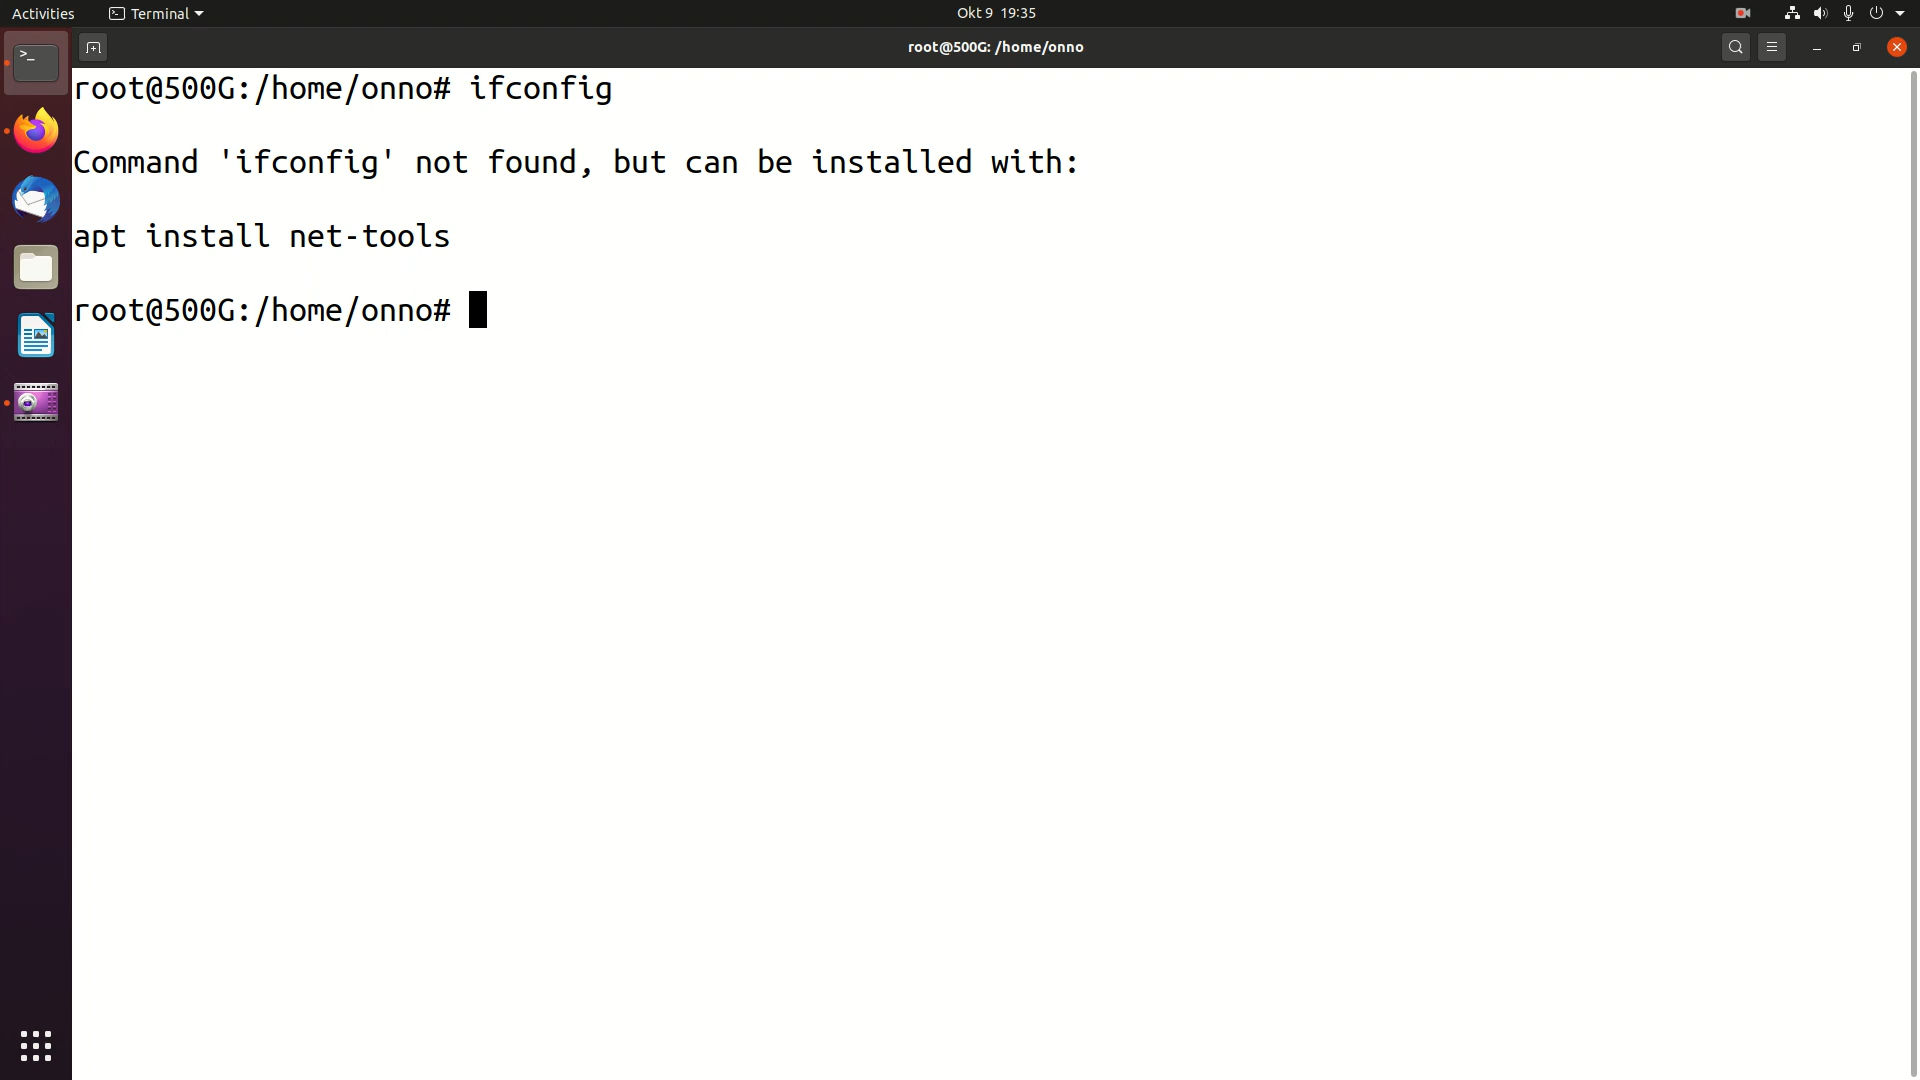 Activities
Terminal
Okt 9 19:35
root@500G: /home/onno
root@500G:/home/onno# ifconfig
Command 'ifconfig' not found, but can be installed with:
apt install net-tools
root@500G:/home/onno#